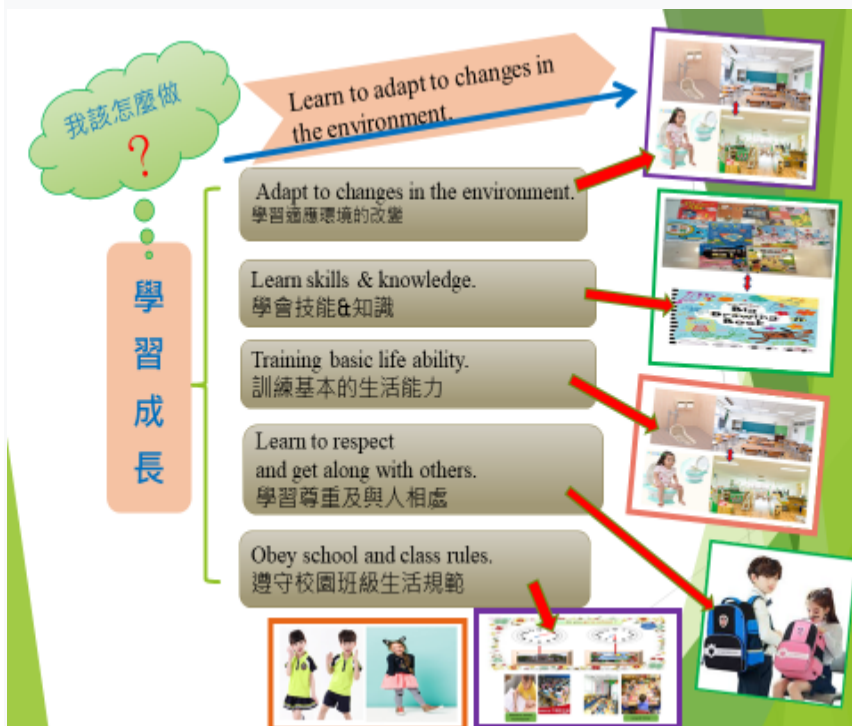 我該怎麼做
?
Learn to adapt to changes in
the environment.
學習成長
Adapt to changes in the environment.
學習適應環境的改變
Learn skills & knowledge.
學會技能&知識
Training basic life ability.
訓練基本的生活能力
Learn to respect
and get along with others.
學習尊重及與人相處
Obey school and class rules.
遵守校園班級生活規範
Big
Drawing
Book